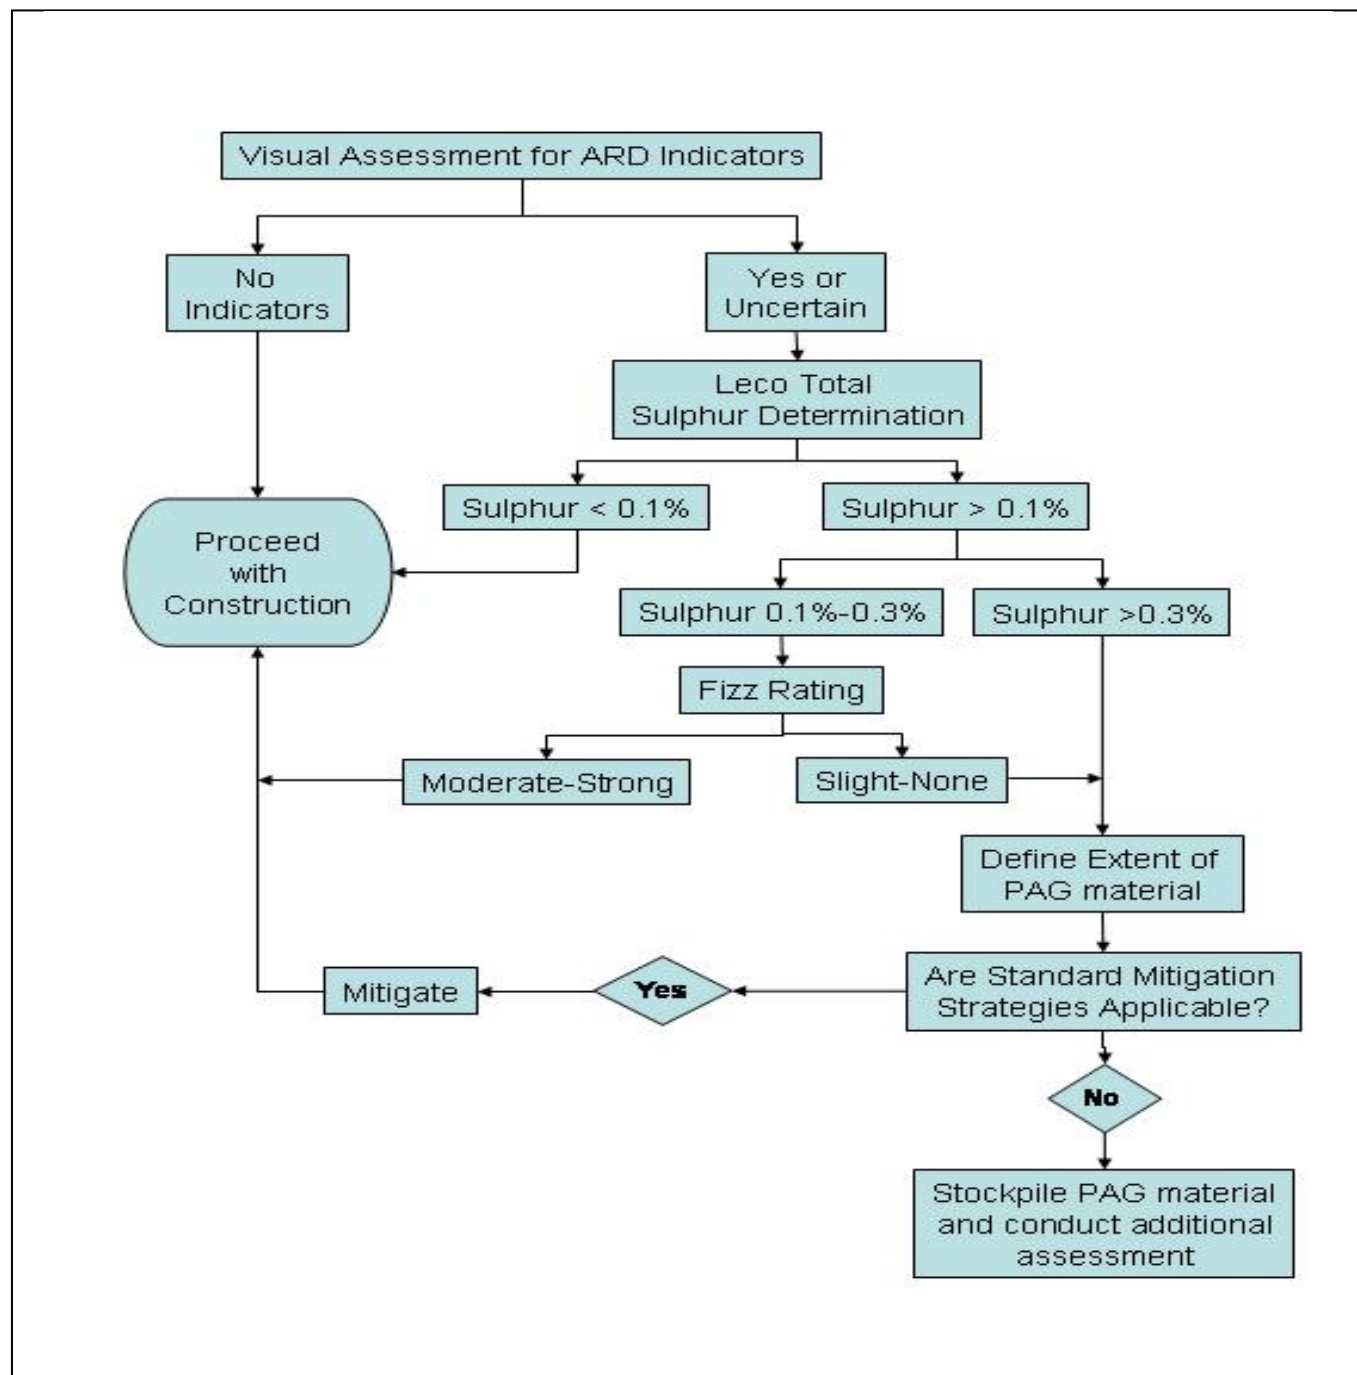 Visual Assessment for ARD Indicators
No
Indicators
Yes or
Uncertain
Leco Total
Sulphur Determination
Sulphur < 0.1%
Sulphur > 0.1%
Proceed
with
Construction
Sulphur 0.1%-0.3%
Sulphur >0.3%
Fizz Rating
Moderate-Strong
Slight-None
Define Extent of
PAG material
Are Standard Mitigation
Strategies Applicable?
Yes
Mitigate
No
Stockpile PAG material
and conduct additional
assessment